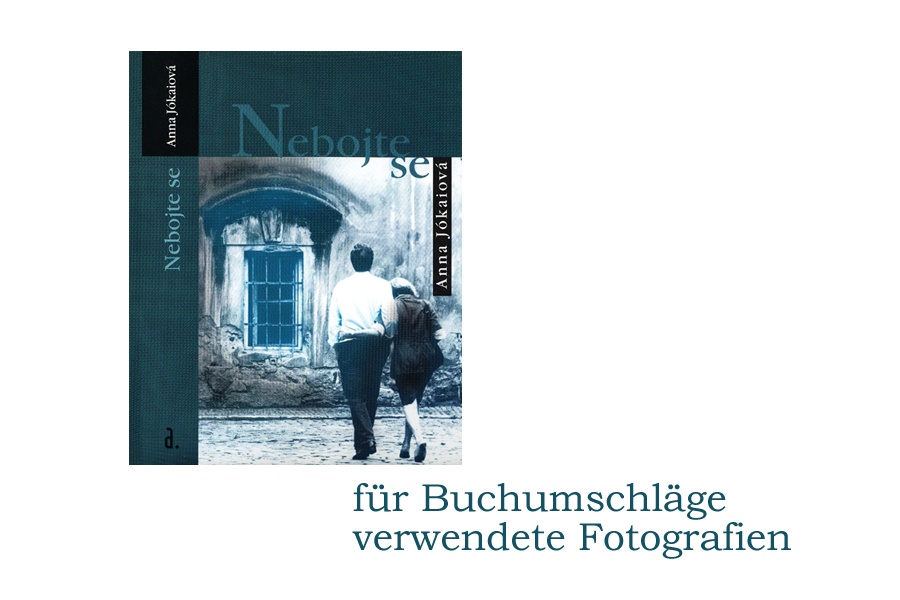 Anna Jókaiová
Nebojte se
a.
Nebojte
se
Anna Jókaiová
für Buchumschläge
verwendete Fotografien